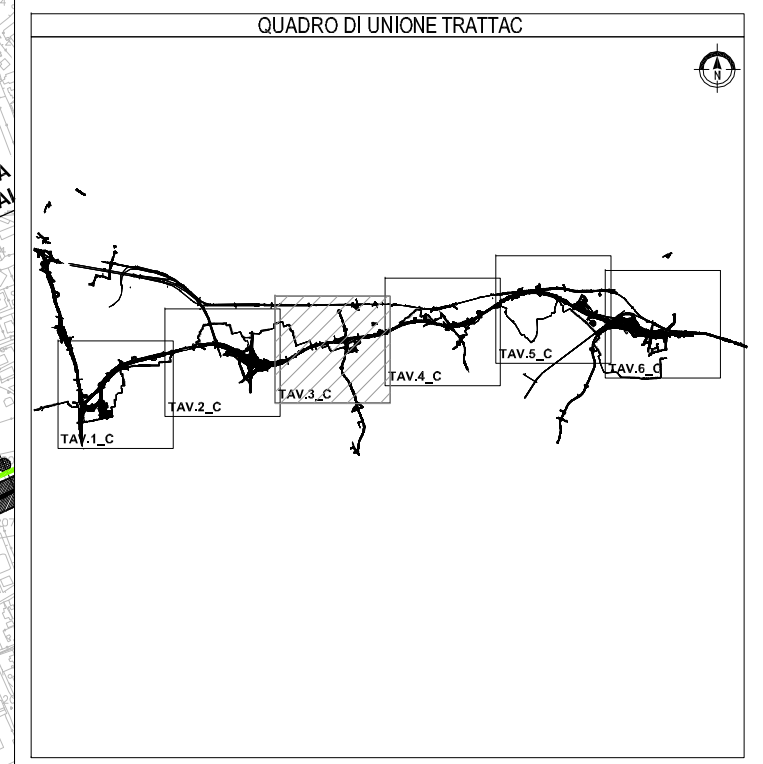 QUADRO DI UNIONE TRATTAC
N
TAV.5_C
TAV.6_C
TAV.4_C
TAV.3_C
TAV.2_C
TAV.1_C